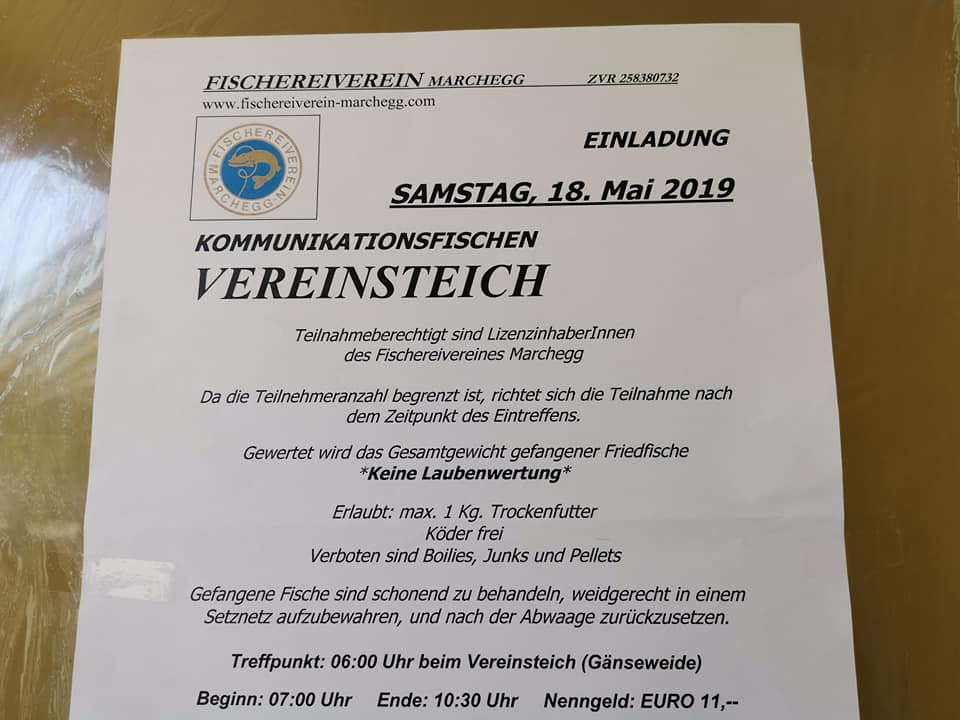 FISCHEREIVEREIN MARCHEGG ZVR 258380732
www.fischereiverein-marchegg.com
FISCHEREIVEREIN
MARCHEGG-NÖ
EINLADUNG
SAMSTAG, 18. Mai 2019
KOMMUNIKATIONSFISCHEN
VEREINSTEICH
Teilnahmeberechtigt sind LizenzinhaberInnen
des Fischereivereines Marchegg
Da die Teilnehmeranzahl begrenzt ist, richtet sich die Teilnahme nach
dem Zeitpunkt des Eintreffens.
Gewertet wird das Gesamtgewicht gefangener Friedfische
*Keine Laubenwertung*
Erlaubt: max. 1 Kg. Trockenfutter
Köder frei
Verboten sind Boilies, Junks und Pellets
Gefangene Fische sind schonend zu behandeln, weidgerecht in einem
Setznetz aufzubewahren, und nach der Abwaage zurückzusetzen.
Treffpunkt: 06:00 Uhr beim Vereinsteich (Gänseweide)
Beginn: 07:00 Uhr Ende: 10:30 Uhr Nenngeld: EURO 11,--